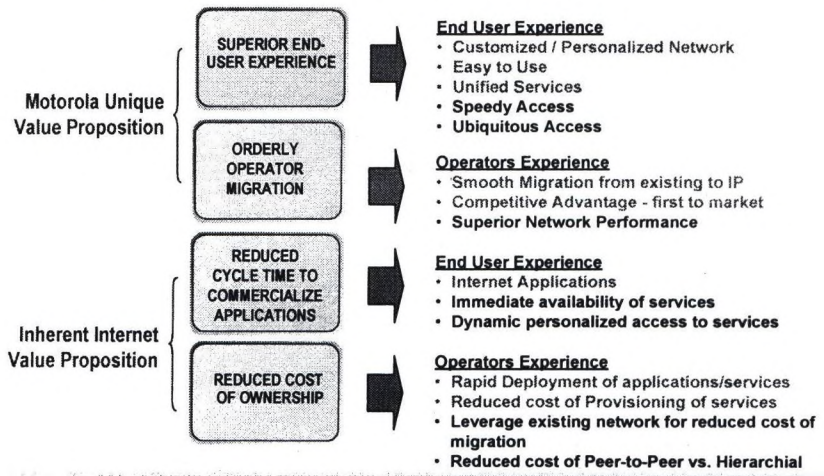 Motorola Unique
Value Proposition
SUPERIOR END-
USER EXPERIENCE
End User Experience
• Customized / Personalized Network
• Easy to Use
• Unified Services
• Speedy Access
• Ubiquitous Access
ORDERLY
OPERATOR
MIGRATION
Operators Experience
• Smooth Migration from existing to IP
• Competitive Advantage - first to market
• Superior Network Performance
Inherent Internet
Value Proposition
REDUCED
CYCLE TIME TO
COMMERCIALIZE
APPLICATIONS
End User Experience
• Internet Applications
• Immediate availability of services
• Dynamic personalized access to services
REDUCED COST
OF OWNERSHIP
Operators Experience
• Rapid Deployment of applications/services
• Reduced cost of Provisioning of services
• Leverage existing network for reduced cost of
migration
• Reduced cost of Peer-to-Peer vs. Hierarchial